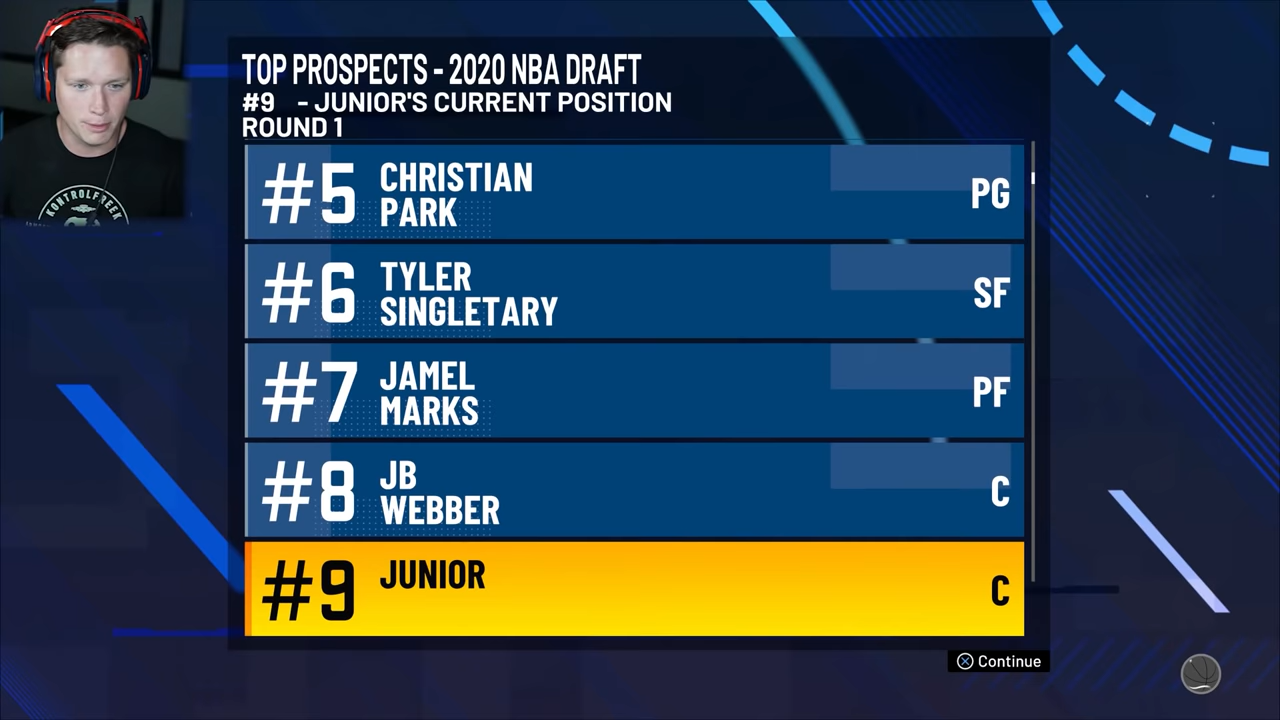 TOP PROSPECTS - 2020 NBA DRAFT
#9 - JUNIOR'S CURRENT POSITION
ROUND 1
#5 CHRISTIAN PARK PG
#6 TYLER SINGLETARY SF
#7 JAMEL MARKS PF
#8 JB WEBBER C
#9 JUNIOR C
Continue
KONTROLFREEK